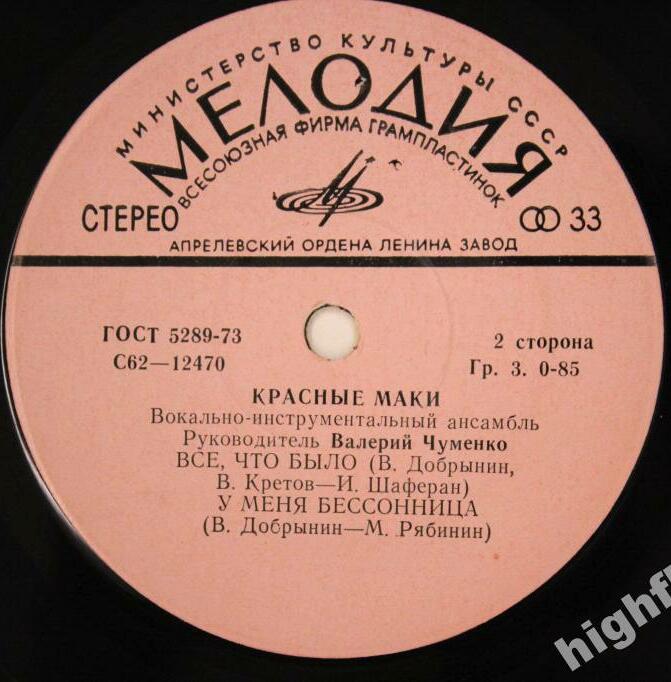 МИНИСТЕРСТВО КУЛЬТУРЫ СССР
МЕЛОДИЯ
ВСЕСОЮЗНАЯ ФИРМА ГРАМПЛАСТИНОК
СТЕРЕО
33
АПРЕЛЕВСКИЙ ОРДЕНА ЛЕНИНА ЗАВОД
ГОСТ 5289-73
С62—12470
2 сторона
Гр. 3. 0-85
КРАСНЫЕ МАКИ
Вокально-инструментальный ансамбль
Руководитель Валерий Чуменко
ВСЕ, ЧТО БЫЛО (В. Добрынин,
В. Кретов—И. Шаферан)
У МЕНЯ БЕССОННИЦА
(В. Добрынин—М. Рябинин)